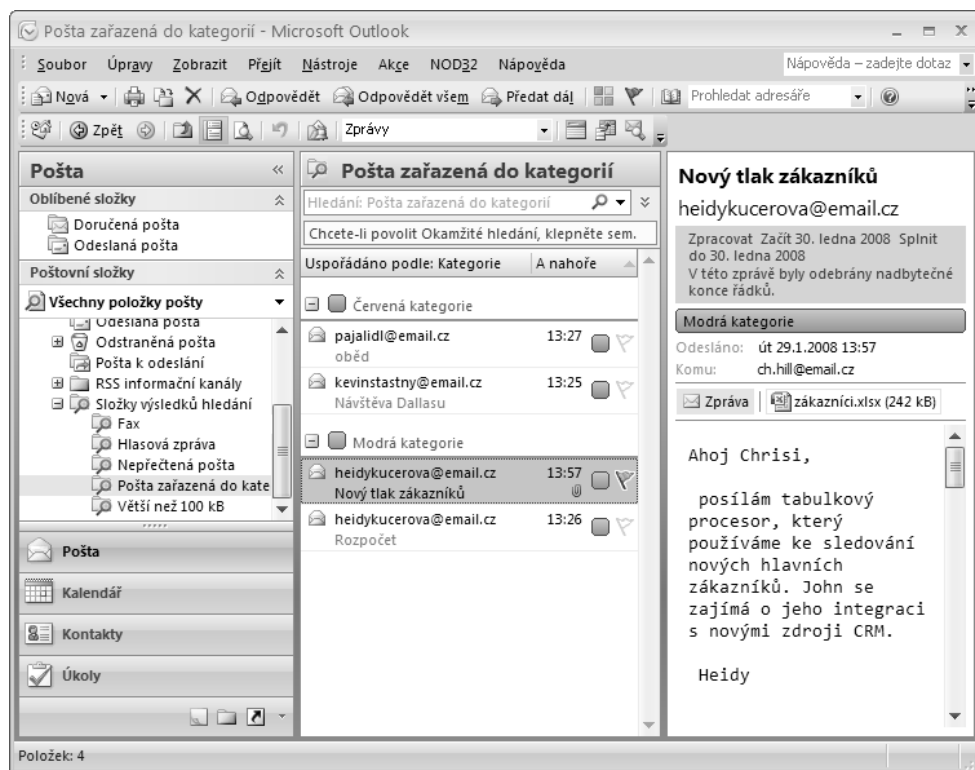 Pošta zařazená do kategorií - Microsoft Outlook
Soubor Úpravy Zobrazit Přejít Nástroje Akce NOD32 Nápověda
Nápověda – zadejte dotaz
Nová Odpovědět Odpovědět všem Předat dál Prohledat adresáře
Zpět Zprávy
Pošta
Oblíbené složky
Doručená pošta
Odeslaná pošta
Poštovní složky
Všechny položky pošty
Odeslaná pošta
Odstraněná pošta
Pošta k odeslání
RSS informační kanály
Složky výsledků hledání
Fax
Hlasová zpráva
Nepřečtená pošta
Pošta zařazená do kate
Větší než 100 kB
Pošta
Kalendář
Kontakty
Úkoly
Pošta zařazená do kategorií
Hledání: Pošta zařazená do kategorií
Chcete-li povolit Okamžité hledání, klepněte sem.
Uspořádáno podle: Kategorie A nahoře
Červená kategorie
pajalidl@email.cz 13:27
oběd
kevinstastny@email.cz 13:25
Návštěva Dallasu
Modrá kategorie
heidykucerova@email.cz 13:57
Nový tlak zákazníků
heidykucerova@email.cz 13:26
Rozpočet
Nový tlak zákazníků
heidykucerova@email.cz
Zpracovat Začít 30. ledna 2008 Splnit
do 30. ledna 2008
V této zprávě byly odebrány nadbytečné
konce řádků.
Modrá kategorie
Odesláno: út 29.1.2008 13:57
Komu: ch.hill@email.cz
Zpráva zákazníci.xlsx (242 kB)
Ahoj Chrisi,
posílám tabulkový
procesor, který
používáme ke sledování
nových hlavních
zákazníků. John se
zajímá o jeho integraci
s novými zdroji CRM.
Heidy
Položek: 4